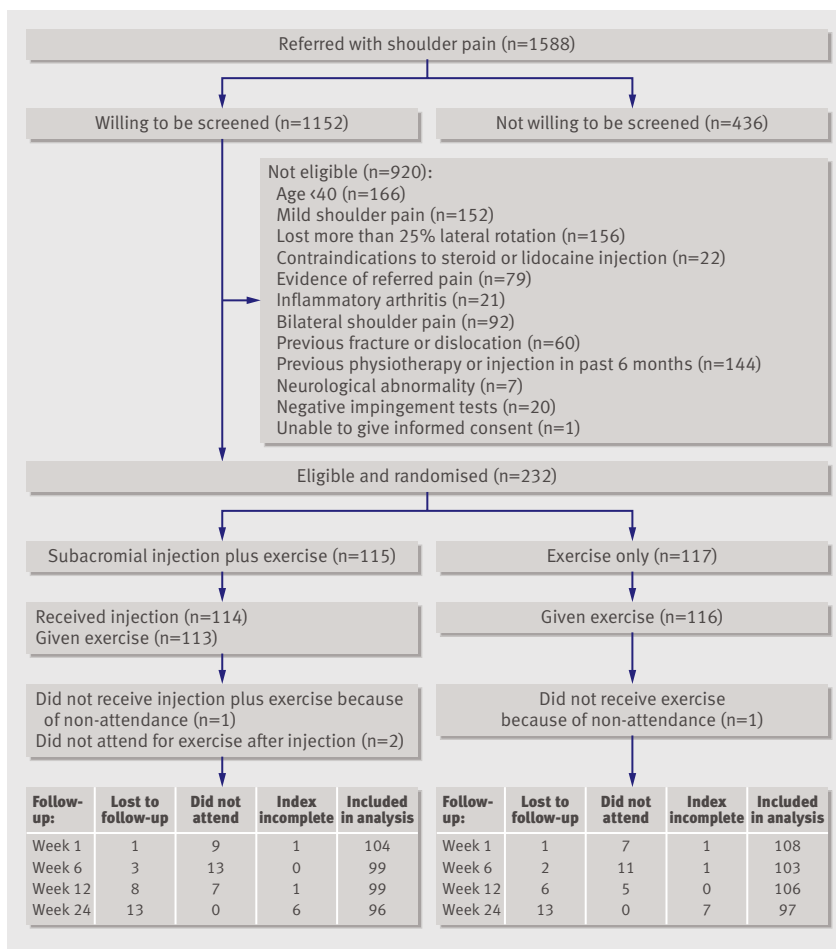 Referred with shoulder pain (n=1588)
Willing to be screened (n=1152)
Not willing to be screened (n=436)
Not eligible (n=920):
Age <40 (n=166)
Mild shoulder pain (n=152)
Lost more than 25% lateral rotation (n=156)
Contraindications to steroid or lidocaine injection (n=22)
Evidence of referred pain (n=79)
Inflammatory arthritis (n=21)
Bilateral shoulder pain (n=92)
Previous fracture or dislocation (n=60)
Previous physiotherapy or injection in past 6 months (n=144)
Neurological abnormality (n=7)
Negative impingement tests (n=20)
Unable to give informed consent (n=1)
Eligible and randomised (n=232)
Subacromial injection plus exercise (n=115)
Exercise only (n=117)
Received injection (n=114)
Given exercise (n=113)
Given exercise (n=116)
Did not receive injection plus exercise because
of non-attendance (n=1)
Did not attend for exercise after injection (n=2)
Did not receive exercise
because of non-attendance (n=1)
Follow- Lost to Did not Index Included
up: follow-up attend incomplete in analysis
Week 1 1 9 1 104
Week 6 3 13 0 99
Week 12 8 7 1 99
Week 24 13 0 6 96
Follow- Lost to Did not Index Included
up: follow-up attend incomplete in analysis
Week 1 1 7 1 108
Week 6 2 11 1 103
Week 12 6 5 0 106
Week 24 13 0 7 97